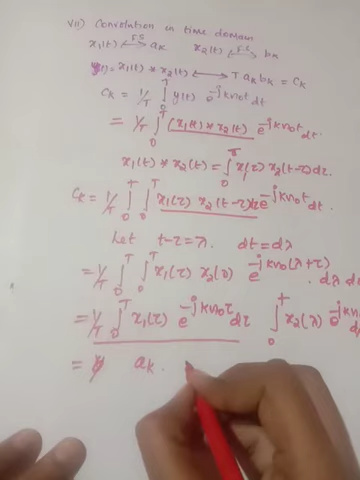 VII) Convolution in time domain
x₁(t) ⟷F.S aₖ x₂(t) ⟷F.S bₖ
y(t) = x₁(t) * x₂(t) ⟷ T aₖ bₖ = cₖ
Cₖ = 1/T ∫₀ᵀ y(t) e^{-jkω₀t} dt
= 1/T ∫₀ᵀ (x₁(t) * x₂(t)) e^{-jkω₀t} dt.
x₁(t) * x₂(t) = ∫₀ᵀ x₁(τ) x₂(t-τ) dτ.
Cₖ = 1/T ∫₀ᵀ ∫₀ᵀ x₁(τ) x₂(t-τ) dτ e^{-jkω₀t} dt.
Let t-τ = λ. dt = dλ
= 1/T ∫₀ᵀ ∫₀ᵀ x₁(τ) x₂(λ) e^{-jkω₀(λ+τ)} . dλ dτ
= 1/T ∫₀ᵀ x₁(τ) e^{-jkω₀τ} dτ ∫₀ᵀ x₂(λ) e^{-jkω
= aₖ .